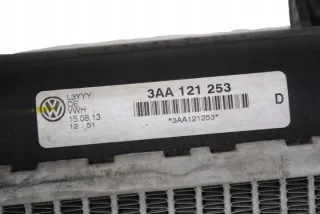 L3YYY
DE
VWH
15.08.13
12:51
3AA 121 253
*3AA121253*
D